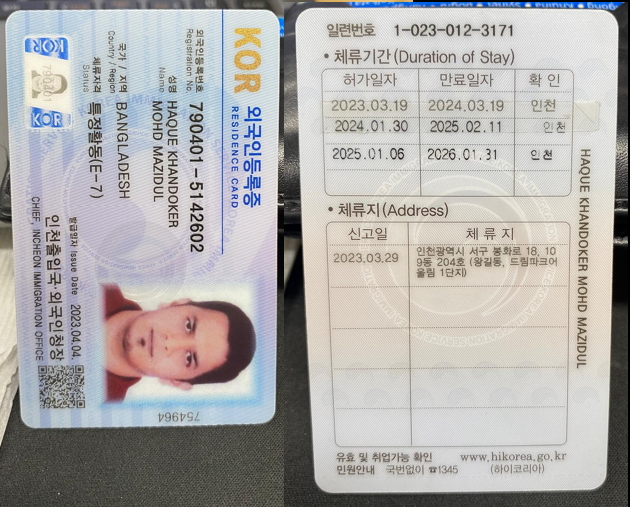 KOR 외국인등록증
RESIDENCE CARD
외국인등록번호 790401-5142602
Registration No.
성명 HAQUE KHANDOKER
Name MOHD MAZIDUL
국가 / 지역 BANGLADESH
Country / Region
체류자격 특정활동(E-7)
Status
KOR
790401
KOR
발급일자 Issue Date 2023.04.04.
인천출입국·외국인청장
CHIEF, INCHEON IMMIGRATION OFFICE
754964
일련번호 1-023-012-3171
• 체류기간(Duration of Stay)
허가일자 만료일자 확 인
2023.03.19 2024.03.19 인천
2024.01.30 2025.02.11 인천
2025.01.06 2026.01.31 인천
• 체류지(Address)
신고일 체 류 지
2023.03.29 인천광역시 서구 봉화로 18, 10
9동 204호 (왕길동, 드림파크어
울림 1단지)
HAQUE KHANDOKER MOHD MAZIDUL
유효 및 취업가능 확인 www.hikorea.go.kr
민원안내 국번없이 ☎1345 (하이코리아)